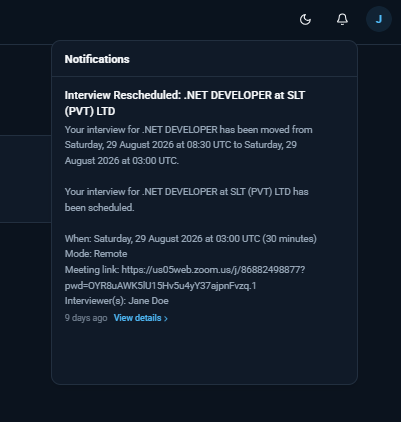 J
Notifications
Interview Rescheduled: .NET DEVELOPER at SLT
(PVT) LTD
Your interview for .NET DEVELOPER has been moved from
Saturday, 29 August 2026 at 08:30 UTC to Saturday, 29
August 2026 at 03:00 UTC.
Your interview for .NET DEVELOPER at SLT (PVT) LTD has
been scheduled.
When: Saturday, 29 August 2026 at 03:00 UTC (30 minutes)
Mode: Remote
Meeting link: https://us05web.zoom.us/j/86882498877?
pwd=OYR8uAWK5lU15Hv5u4yY37ajpnFvzq.1
Interviewer(s): Jane Doe
9 days ago View details ›